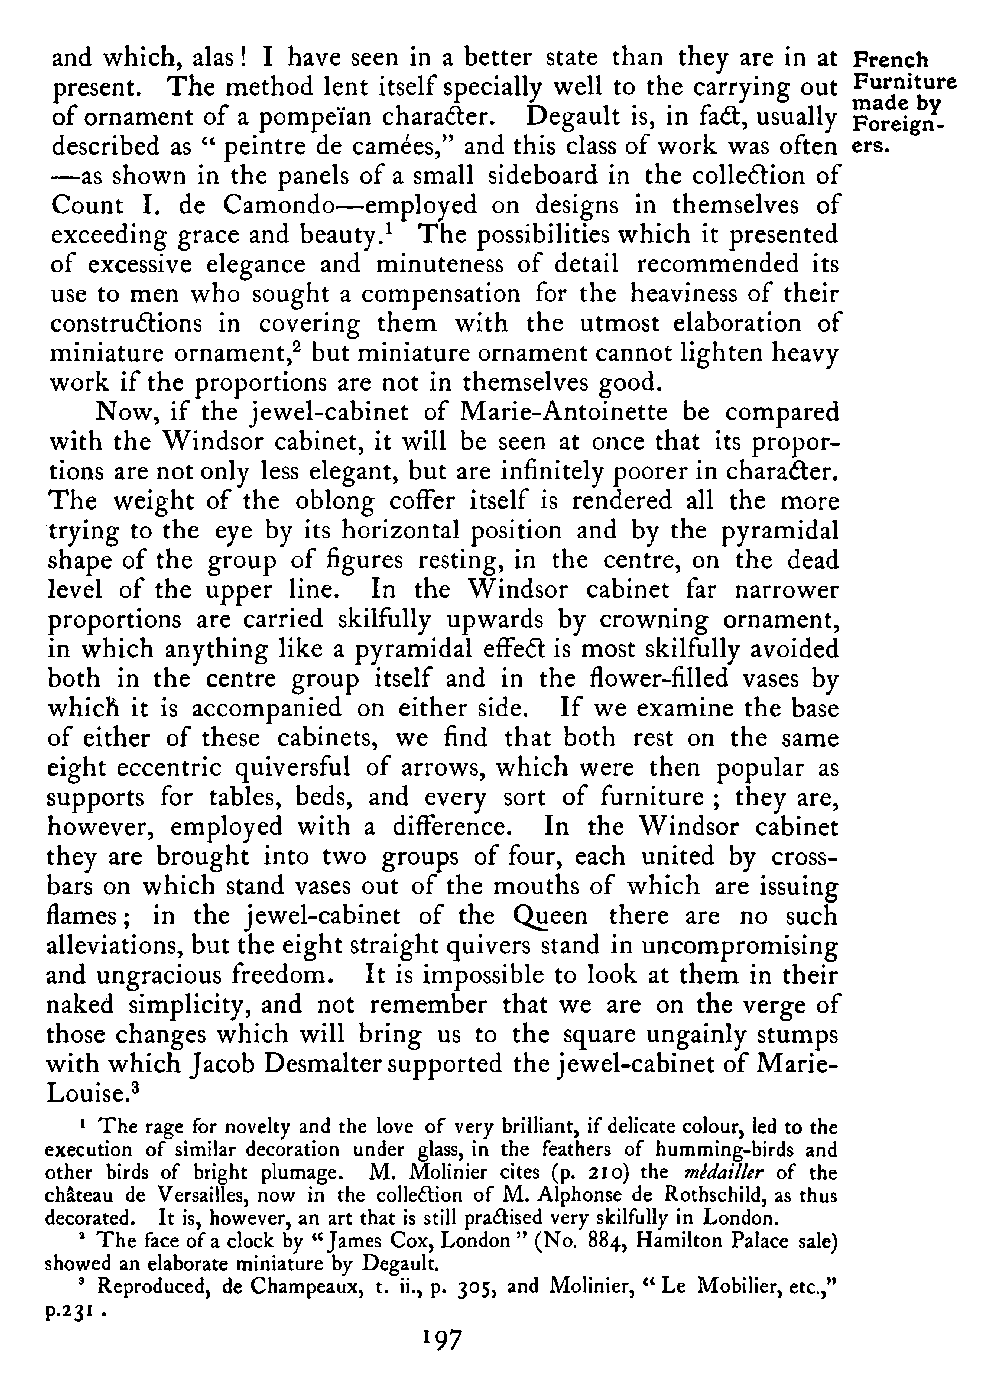 and which, alas! I have seen in a better state than they are in at
present. The method lent itself specially well to the carrying out
of ornament of a pompeïan character. Degault is, in fact, usually
described as “ peintre de camées,” and this class of work was often
—as shown in the panels of a small sideboard in the collection of
Count I. de Camondo—employed on designs in themselves of
exceeding grace and beauty.¹ The possibilities which it presented
of excessive elegance and minuteness of detail recommended its
use to men who sought a compensation for the heaviness of their
constructions in covering them with the utmost elaboration of
miniature ornament,² but miniature ornament cannot lighten heavy
work if the proportions are not in themselves good.
Now, if the jewel-cabinet of Marie-Antoinette be compared
with the Windsor cabinet, it will be seen at once that its propor-
tions are not only less elegant, but are infinitely poorer in character.
The weight of the oblong coffer itself is rendered all the more
trying to the eye by its horizontal position and by the pyramidal
shape of the group of figures resting, in the centre, on the dead
level of the upper line. In the Windsor cabinet far narrower
proportions are carried skilfully upwards by crowning ornament,
in which anything like a pyramidal effect is most skilfully avoided
both in the centre group itself and in the flower-filled vases by
which it is accompanied on either side. If we examine the base
of either of these cabinets, we find that both rest on the same
eight eccentric quiversful of arrows, which were then popular as
supports for tables, beds, and every sort of furniture ; they are,
however, employed with a difference. In the Windsor cabinet
they are brought into two groups of four, each united by cross-
bars on which stand vases out of the mouths of which are issuing
flames ; in the jewel-cabinet of the Queen there are no such
alleviations, but the eight straight quivers stand in uncompromising
and ungracious freedom. It is impossible to look at them in their
naked simplicity, and not remember that we are on the verge of
those changes which will bring us to the square ungainly stumps
with which Jacob Desmalter supported the jewel-cabinet of Marie-
Louise.³
French
Furniture
made by
Foreign-
ers.
¹ The rage for novelty and the love of very brilliant, if delicate colour, led to the
execution of similar decoration under glass, in the feathers of humming-birds and
other birds of bright plumage. M. Molinier cites (p. 210) the médailler of the
château de Versailles, now in the collection of M. Alphonse de Rothschild, as thus
decorated. It is, however, an art that is still practised very skilfully in London.
² The face of a clock by “James Cox, London ” (No. 884, Hamilton Palace sale)
showed an elaborate miniature by Degault.
³ Reproduced, de Champeaux, t. ii., p. 305, and Molinier, “ Le Mobilier, etc.,”
p.231 .
197